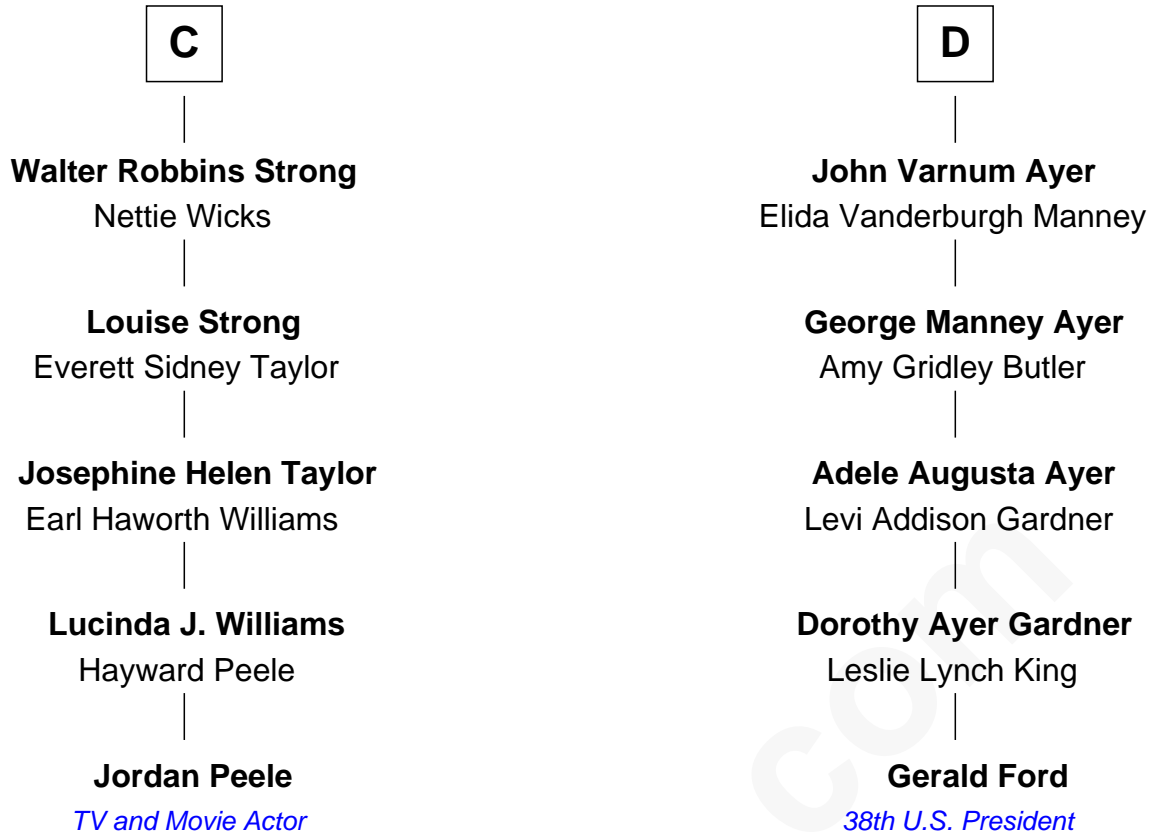 C
Walter Robbins Strong
Nettie Wicks
Louise Strong
Everett Sidney Taylor
Josephine Helen Taylor
Earl Haworth Williams
Lucinda J. Williams
Hayward Peele
Jordan Peele
TV and Movie Actor
D
John Varnum Ayer
Elida Vanderburgh Manney
George Manney Ayer
Amy Gridley Butler
Adele Augusta Ayer
Levi Addison Gardner
Dorothy Ayer Gardner
Leslie Lynch King
Gerald Ford
38th U.S. President
com